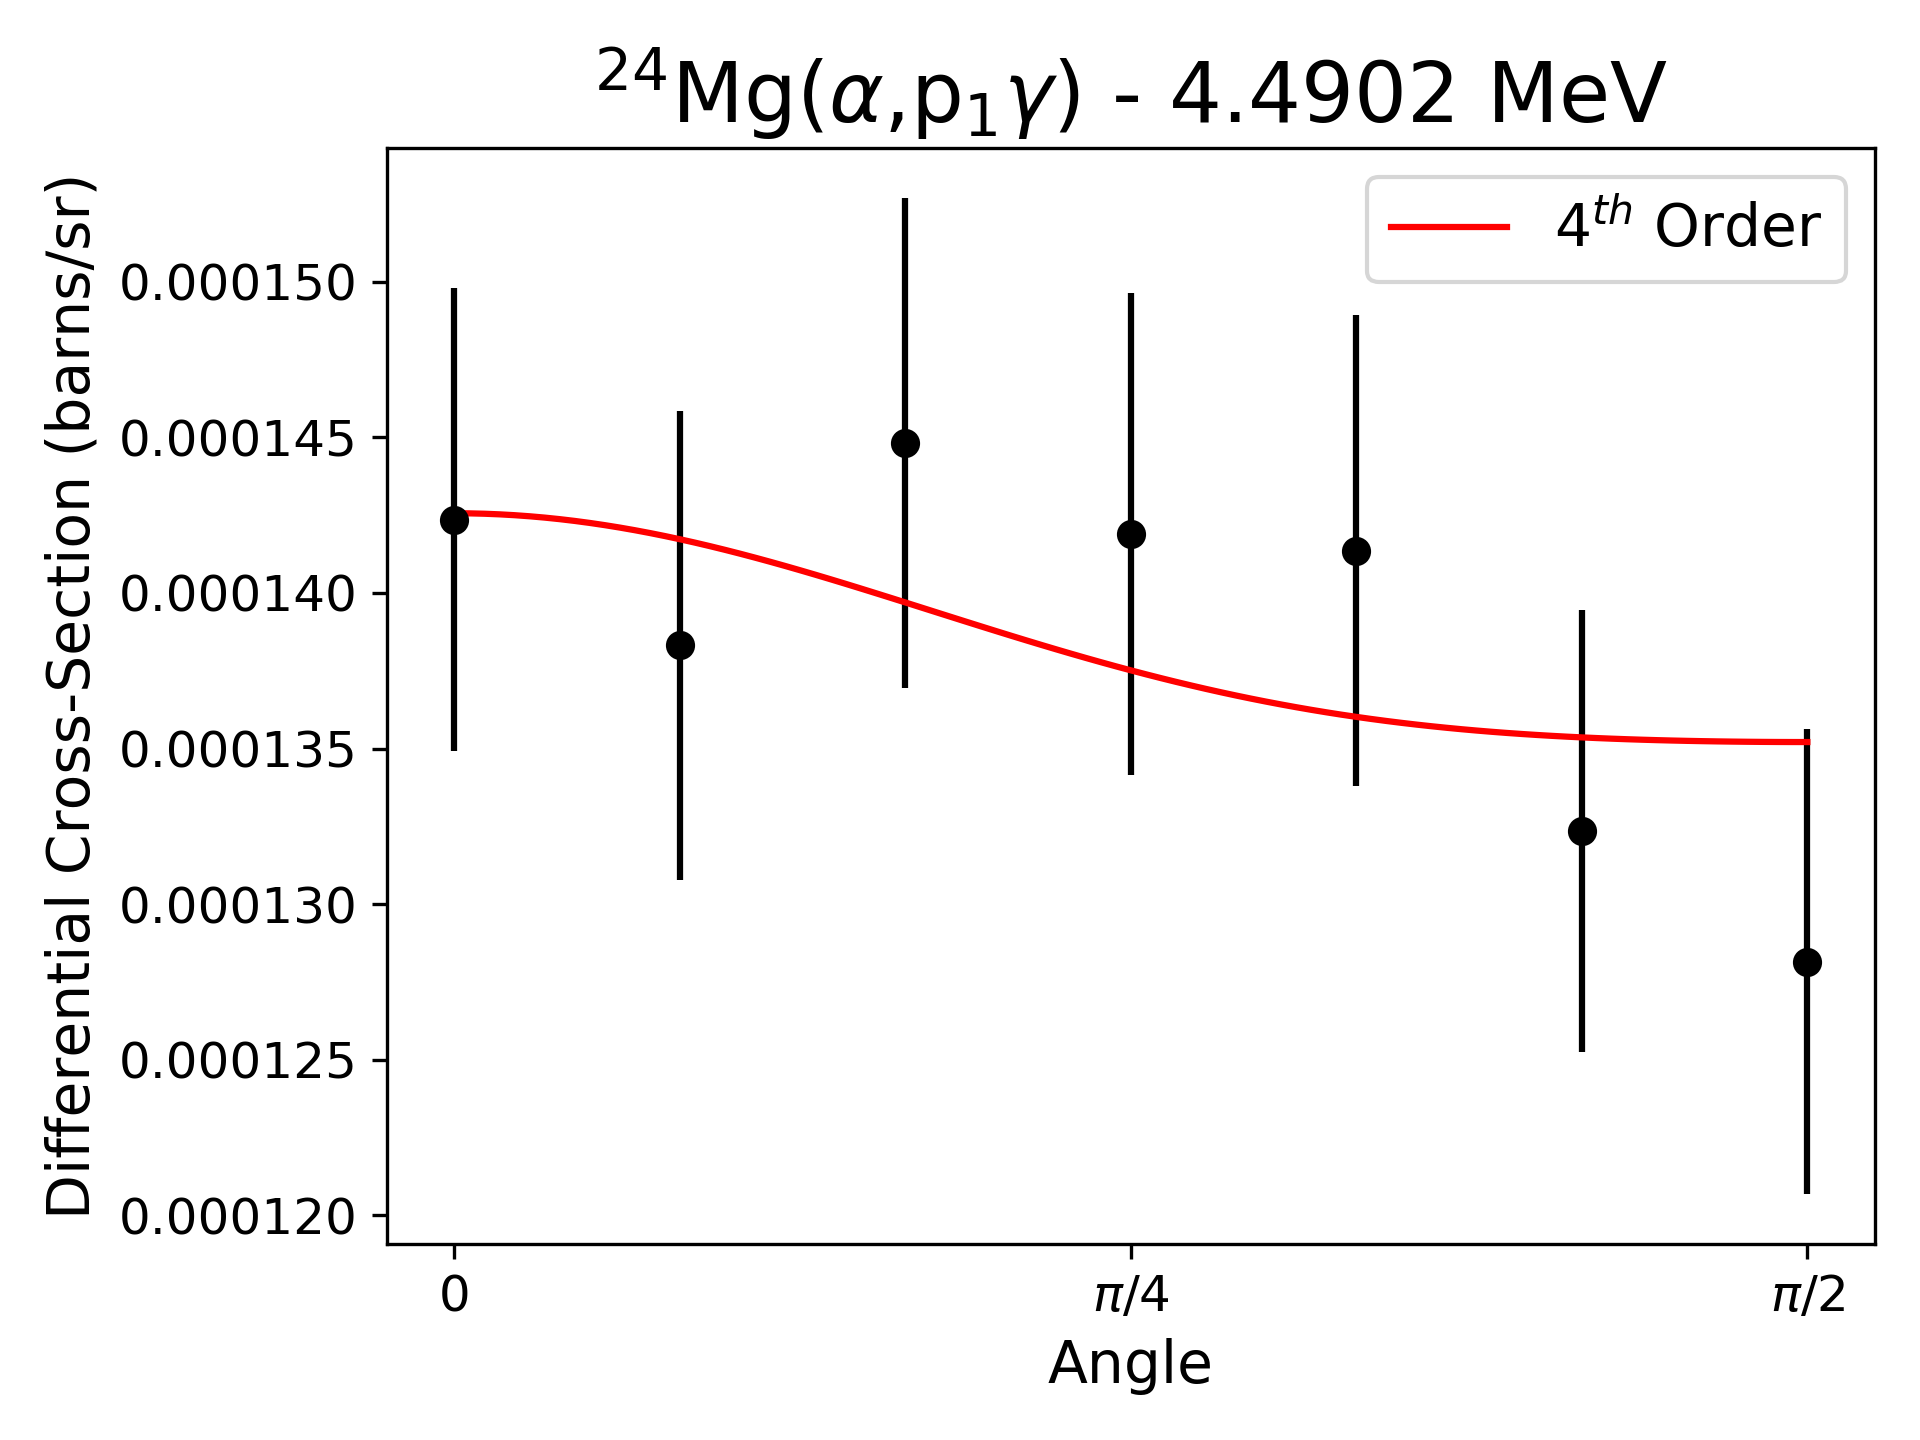 ²⁴Mg(α,p₁γ) - 4.4902 MeV
4ᵗʰ Order
Differential Cross-Section (barns/sr)
0.000150
0.000145
0.000140
0.000135
0.000130
0.000125
0.000120
0 π/4 π/2
Angle